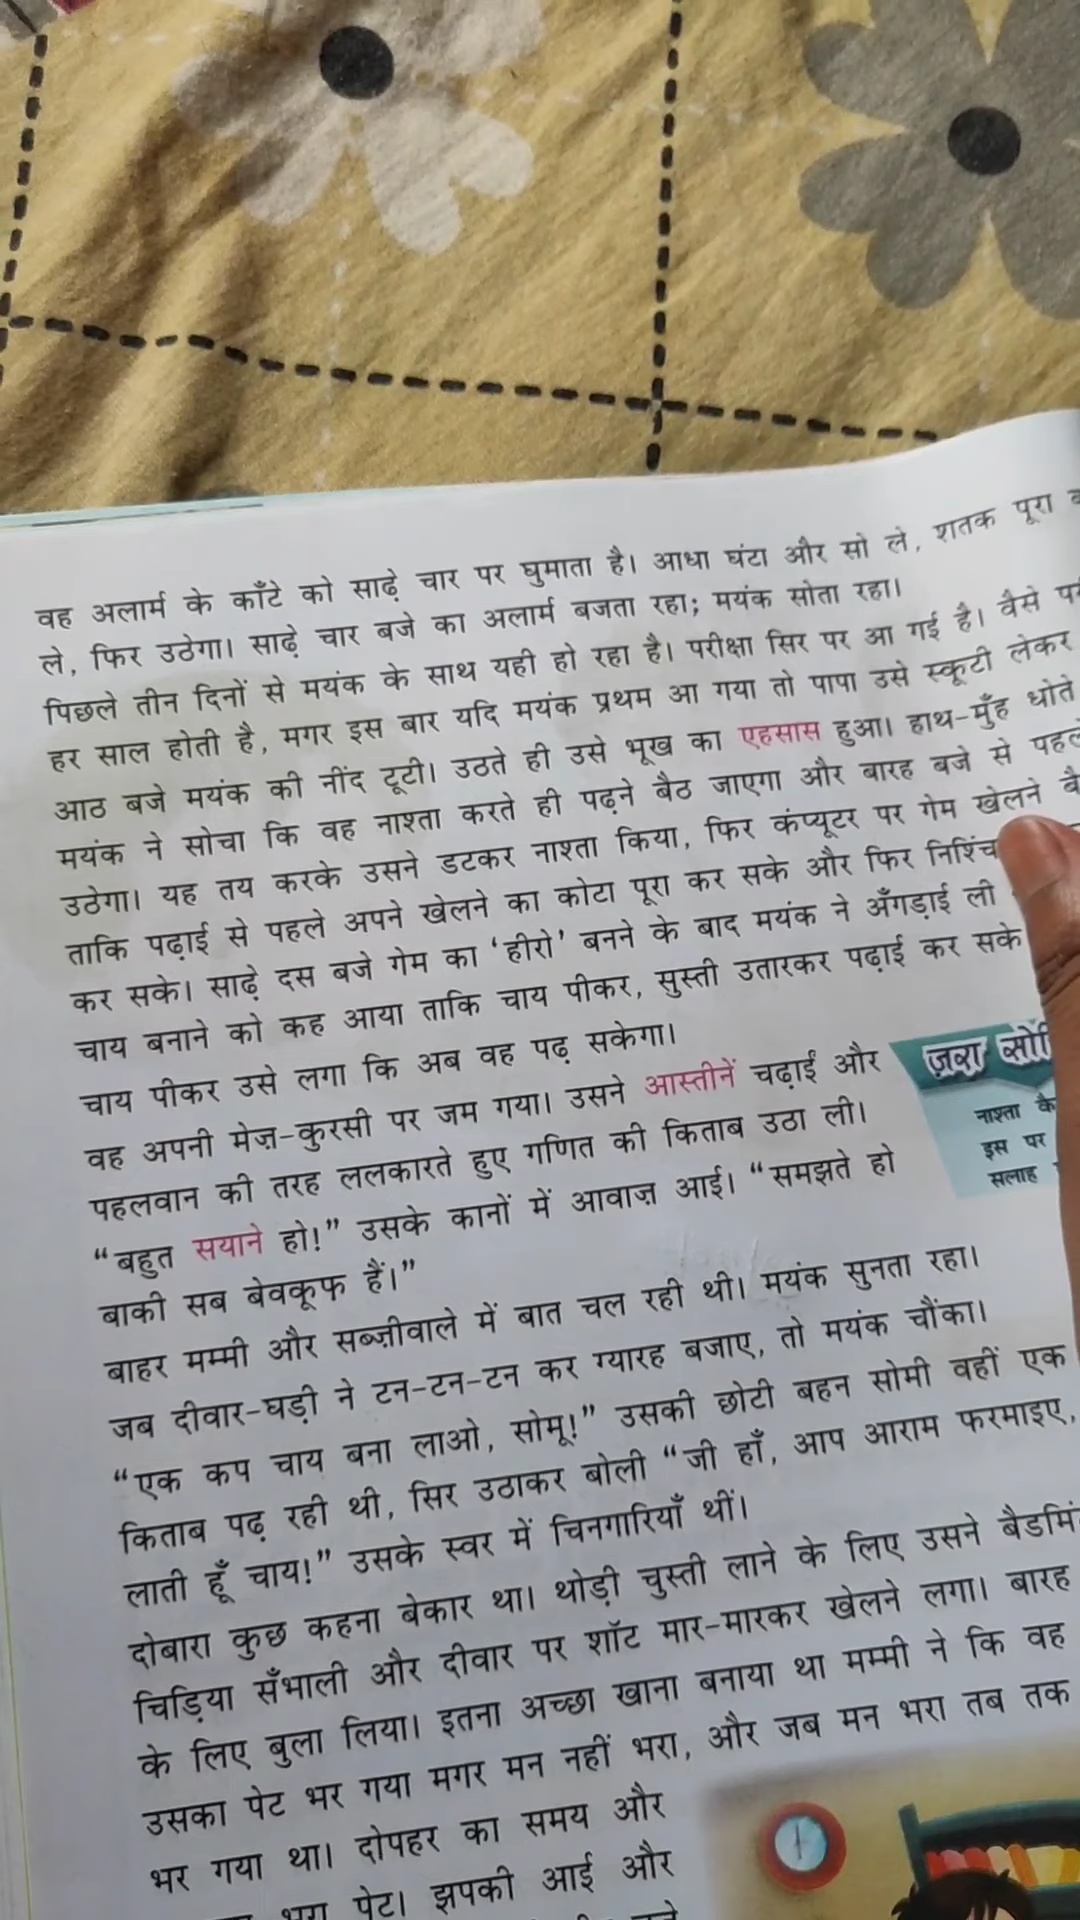 वह अलार्म के काँटे को साढ़े चार पर घुमाता है। आधा घंटा और सो ले, शतक पूरा
ले, फिर उठेगा। साढ़े चार बजे का अलार्म बजता रहा; मयंक सोता रहा।
पिछले तीन दिनों से मयंक के साथ यही हो रहा है। परीक्षा सिर पर आ गई है। वैसे
हर साल होती है, मगर इस बार यदि मयंक प्रथम आ गया तो पापा उसे स्कूटी लेकर
आठ बजे मयंक की नींद टूटी। उठते ही उसे भूख का एहसास हुआ। हाथ-मुँह धोते
मयंक ने सोचा कि वह नाश्ता करते ही पढ़ने बैठ जाएगा और बारह बजे से
उठेगा। यह तय करके उसने डटकर नाश्ता किया, फिर कंप्यूटर पर गेम खेलने
ताकि पढ़ाई से पहले अपने खेलने का कोटा पूरा कर सके और फिर
कर सके। साढ़े दस बजे गेम का ‘हीरो’ बनने के बाद मयंक ने अँगड़ाई ली
चाय बनाने को कह आया ताकि चाय पीकर, सुस्ती उतारकर पढ़ाई कर सके
चाय पीकर उसे लगा कि अब वह पढ़ सकेगा।
वह अपनी मेज़-कुरसी पर जम गया। उसने आस्तीनें चढ़ाईं और
पहलवान की तरह ललकारते हुए गणित की किताब उठा ली।
“बहुत सयाने हो!” उसके कानों में आवाज़ आई। “समझते हो
बाकी सब बेवकूफ हैं।”
बाहर मम्मी और सब्ज़ीवाले में बात चल रही थी। मयंक सुनता रहा।
जब दीवार-घड़ी ने टन-टन-टन कर ग्यारह बजाए, तो मयंक चौंका।
“एक कप चाय बना लाओ, सोमू!” उसकी छोटी बहन सोमी वहीं एक
किताब पढ़ रही थी, सिर उठाकर बोली “जी हाँ, आप आराम फरमाइए,
लाती हूँ चाय!” उसके स्वर में चिनगारियाँ थीं।
दोबारा कुछ कहना बेकार था। थोड़ी चुस्ती लाने के लिए उसने
चिड़िया सँभाली और दीवार पर शॉट मार-मारकर खेलने लगा। बारह
के लिए बुला लिया। इतना अच्छा खाना बनाया था मम्मी ने कि वह
उसका पेट भर गया मगर मन नहीं भरा, और जब मन भरा तब तक
भर गया था। दोपहर का समय और
पेट। झपकी आई और
ज़रा
नाश्ता
इस पर
सलाह